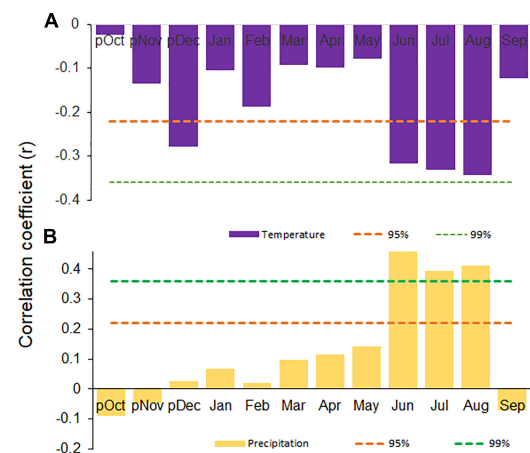 A
0
-0.1
-0.2
-0.3
-0.4
pOct pNov pDec Jan Feb Mar Apr May Jun Jul Aug Sep
Temperature 95% 99%
Correlation coefficient (r)
B
0.4
0.3
0.2
0.1
0
-0.1
-0.2
pOct pNov pDec Jan Feb Mar Apr May Jun Jul Aug Sep
Precipitation 95% 99%